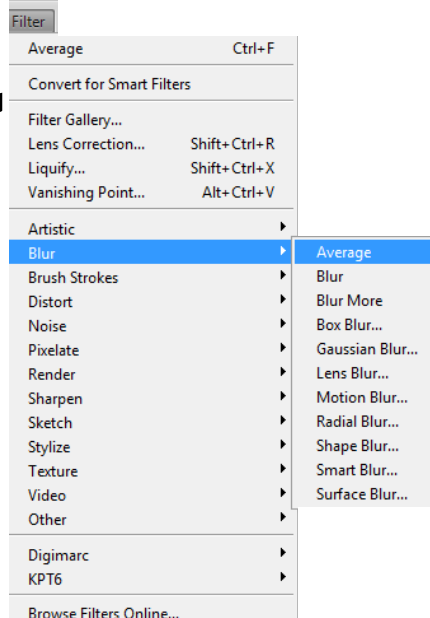 Filter
Average Ctrl+F
Convert for Smart Filters
Filter Gallery...
Lens Correction... Shift+Ctrl+R
Liquify... Shift+Ctrl+X
Vanishing Point... Alt+Ctrl+V
Artistic
Blur
Brush Strokes
Distort
Noise
Pixelate
Render
Sharpen
Sketch
Stylize
Texture
Video
Other
Digimarc
KPT6
Browse Filters Online...
Average
Blur
Blur More
Box Blur...
Gaussian Blur...
Lens Blur...
Motion Blur...
Radial Blur...
Shape Blur...
Smart Blur...
Surface Blur...